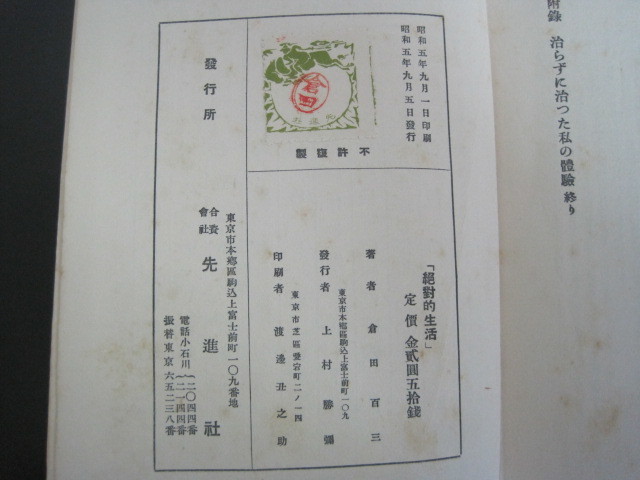 附錄 治らずに治つた私の體驗 終り
昭和五年九月一日印刷
昭和五年九月五日發行
倉田
不許複製
「絕對的生活」
定價 金貳圓五拾錢
著者 倉田百三
東京市本鄕區駒込上富士前町一〇九
發行者 上村勝彌
東京市芝區愛宕町二ノ一四
印刷者 渡邊丑之助
發行所
東京市本鄕區駒込上富士前町一〇九番地
合資會社 先進社
電話小石川
振替東京六五二三八番